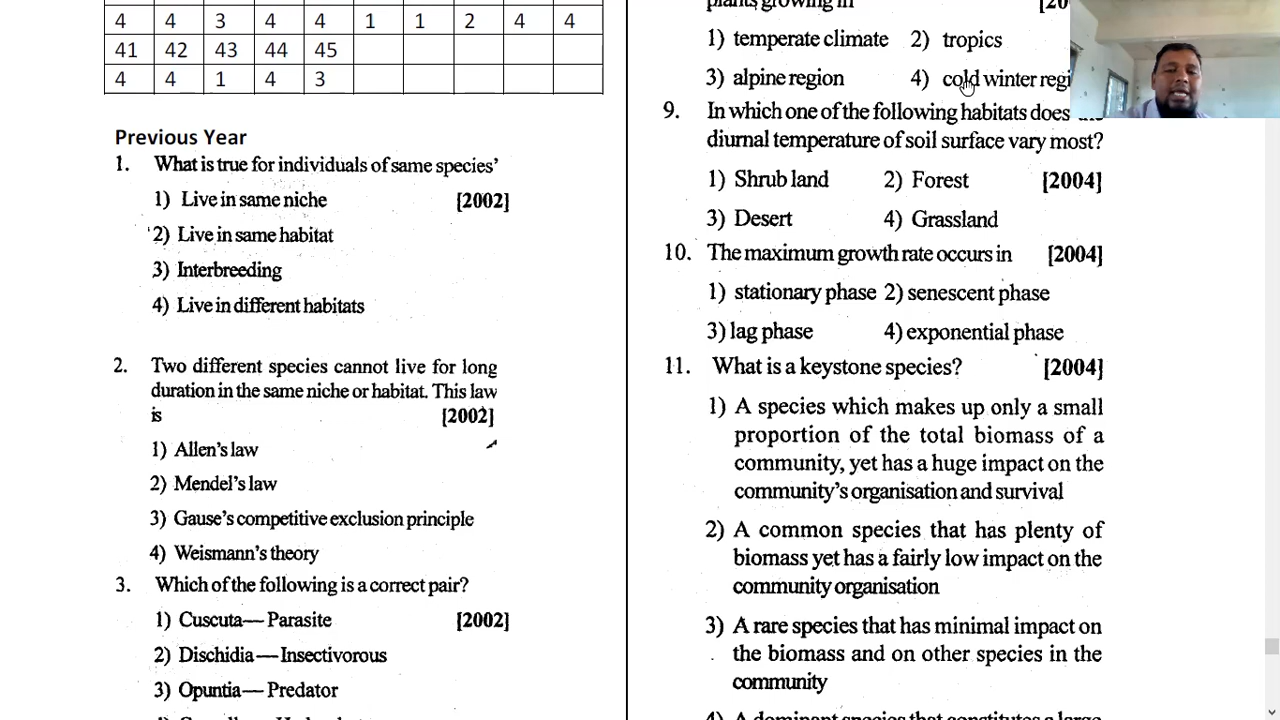 4 4 3 4 4 1 1 2 4 4
41 42 43 44 45
4 4 1 4 3
Previous Year
1. What is true for individuals of same species'
1) Live in same niche [2002]
2) Live in same habitat
3) Interbreeding
4) Live in different habitats
2. Two different species cannot live for long
duration in the same niche or habitat. This law
is [2002]
1) Allen's law
2) Mendel's law
3) Gause's competitive exclusion principle
4) Weismann's theory
3. Which of the following is a correct pair?
1) Cuscuta— Parasite [2002]
2) Dischidia—Insectivorous
3) Opuntia— Predator
plants growing in [20
1) temperate climate 2) tropics
3) alpine region 4) cold winter regi
9. In which one of the following habitats does
diurnal temperature of soil surface vary most?
1) Shrub land 2) Forest [2004]
3) Desert 4) Grassland
10. The maximum growth rate occurs in [2004]
1) stationary phase 2) senescent phase
3) lag phase 4) exponential phase
11. What is a keystone species? [2004]
1) A species which makes up only a small
proportion of the total biomass of a
community, yet has a huge impact on the
community's organisation and survival
2) A common species that has plenty of
biomass yet has a fairly low impact on the
community organisation
3) A rare species that has minimal impact on
the biomass and on other species in the
community
4) A dominant species that constitutes a large